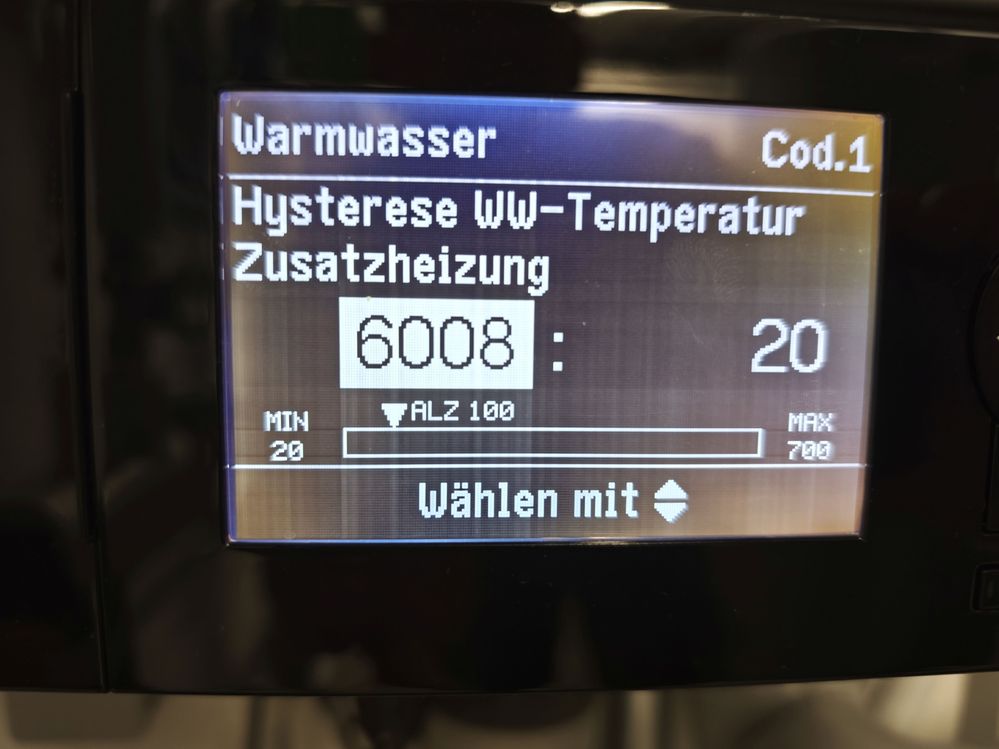 Warmwasser Cod.1
Hysterese WW-Temperatur
Zusatzheizung
6008 : 20
MIN ALZ 100 MAX
20 700
Wählen mit